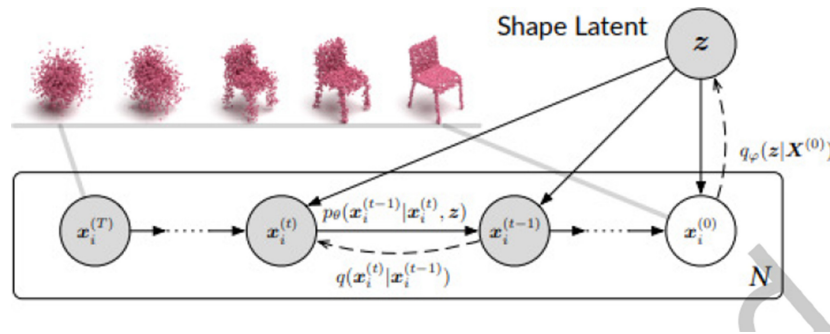 Shape Latent
z
q_φ(z|X^(0))
p_θ(x_i^(t-1)|x_i^(t), z)
x_i^(T)
x_i^(t)
x_i^(t-1)
x_i^(0)
q(x_i^(t)|x_i^(t-1))
N